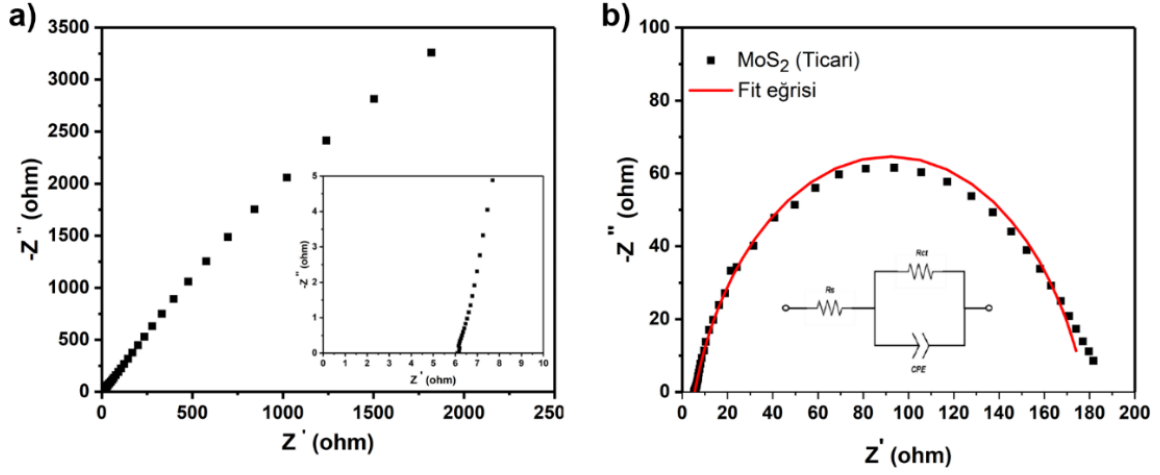 a)
3500
3000
2500
2000
1500
1000
500
0
-Z'' (ohm)
0 500 1000 1500 2000 250
Z ' (ohm)
5
4
3
2
1
0
-Z'' (ohm)
0 1 2 3 4 5 6 7 8 9 10
Z ' (ohm)
b)
100
80
60
40
20
0
-Z'' (ohm)
0 20 40 60 80 100 120 140 160 180 200
Z' (ohm)
MoS₂ (Ticari)
Fit eğrisi
Rct
Rs
CPE